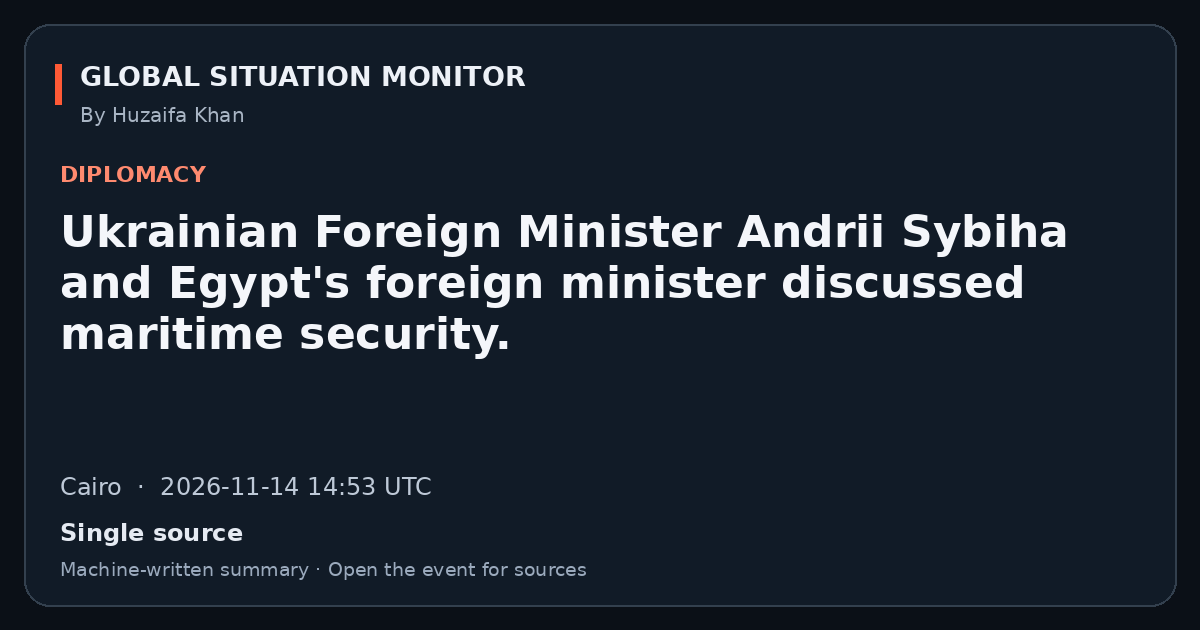 GLOBAL SITUATION MONITOR
By Huzaifa Khan
DIPLOMACY
Ukrainian Foreign Minister Andrii Sybiha
and Egypt's foreign minister discussed
maritime security.
Cairo · 2026-11-14 14:53 UTC
Single source
Machine-written summary · Open the event for sources